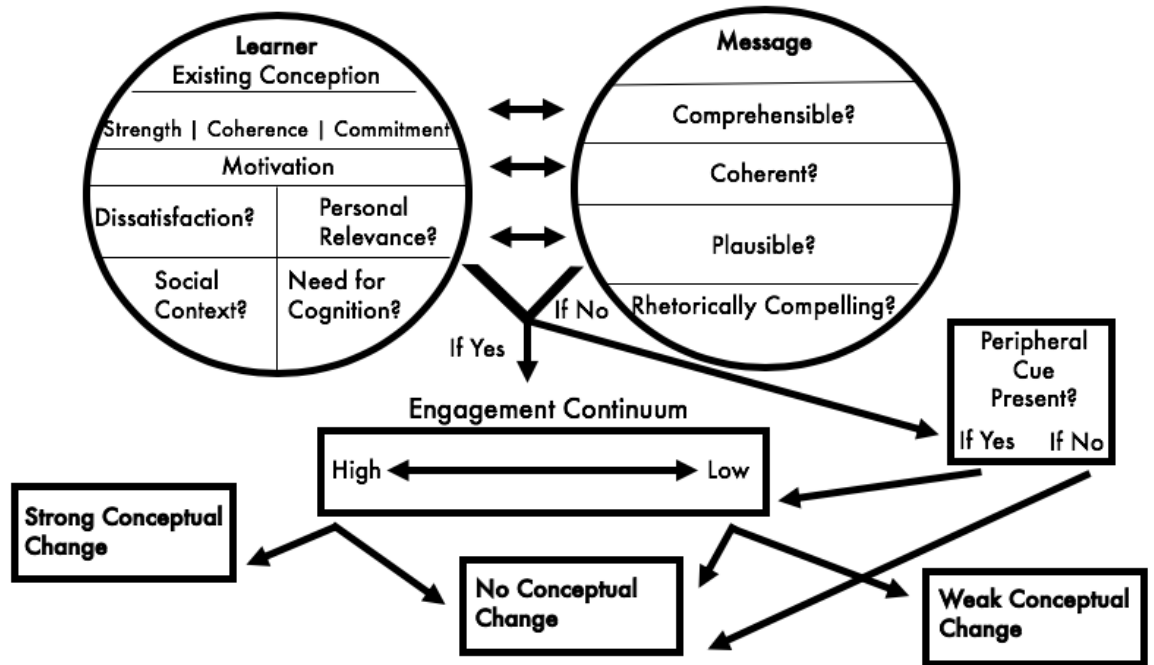 Learner
Existing Conception
Strength | Coherence | Commitment
Motivation
Dissatisfaction?
Personal
Relevance?
Social
Context?
Need for
Cognition?
Message
Comprehensible?
Coherent?
Plausible?
Rhetorically Compelling?
If No
If Yes
Peripheral
Cue
Present?
If Yes If No
Engagement Continuum
High Low
Strong Conceptual
Change
No Conceptual
Change
Weak Conceptual
Change